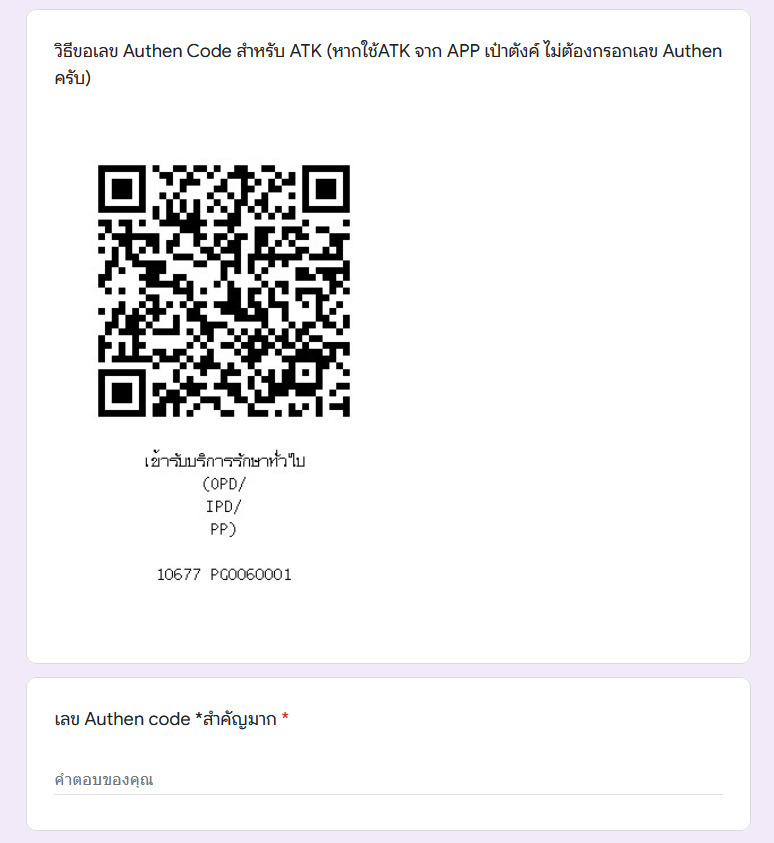 วิธีขอเลข Authen Code สำหรับ ATK (หากใช้ATK จาก APP เป๋าตังค์ ไม่ต้องกรอกเลข Authen
ครับ)
เข้ารับบริการรักษาทั่วไป
(OPD/
IPD/
PP)
10677 PG0060001
เลข Authen code *สำคัญมาก *
คำตอบของคุณ